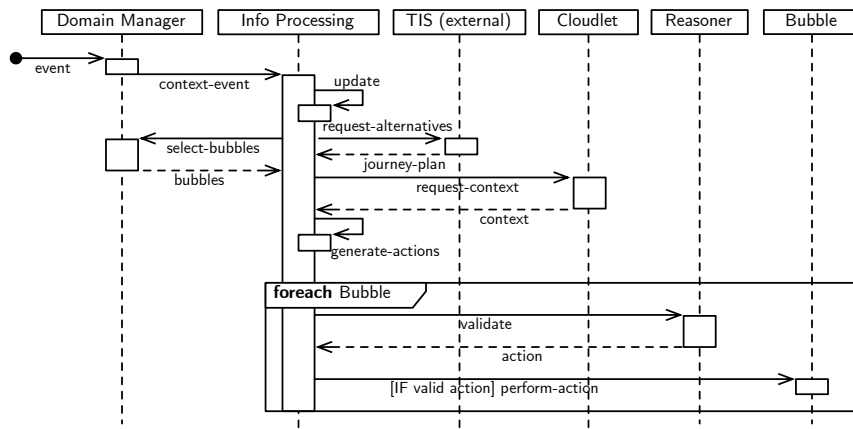 Domain Manager
Info Processing
TIS (external)
Cloudlet
Reasoner
Bubble
event
context-event
update
request-alternatives
select-bubbles
journey-plan
bubbles
request-context
context
generate-actions
foreach Bubble
validate
action
[IF valid action] perform-action